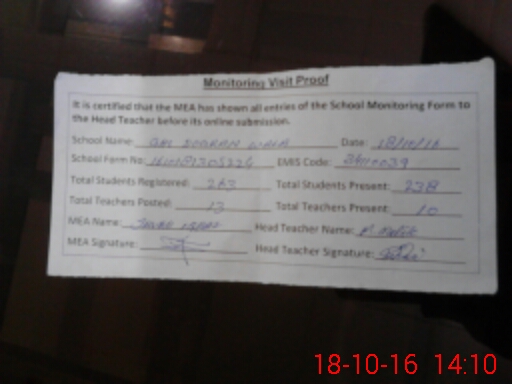 Monitoring Visit Proof
It is certified that the MEA has shown all entries of the School Monitoring Form to
the Head Teacher before its online submission.
School Name: Date: 18/10/16
School Form No: EMIS Code:
Total Students Registered: 263 Total Students Present: 238
Total Teachers Posted: 13 Total Teachers Present: 10
MEA Name: Head Teacher Name:
MEA Signature: Head Teacher Signature:
18-10-16 14:10